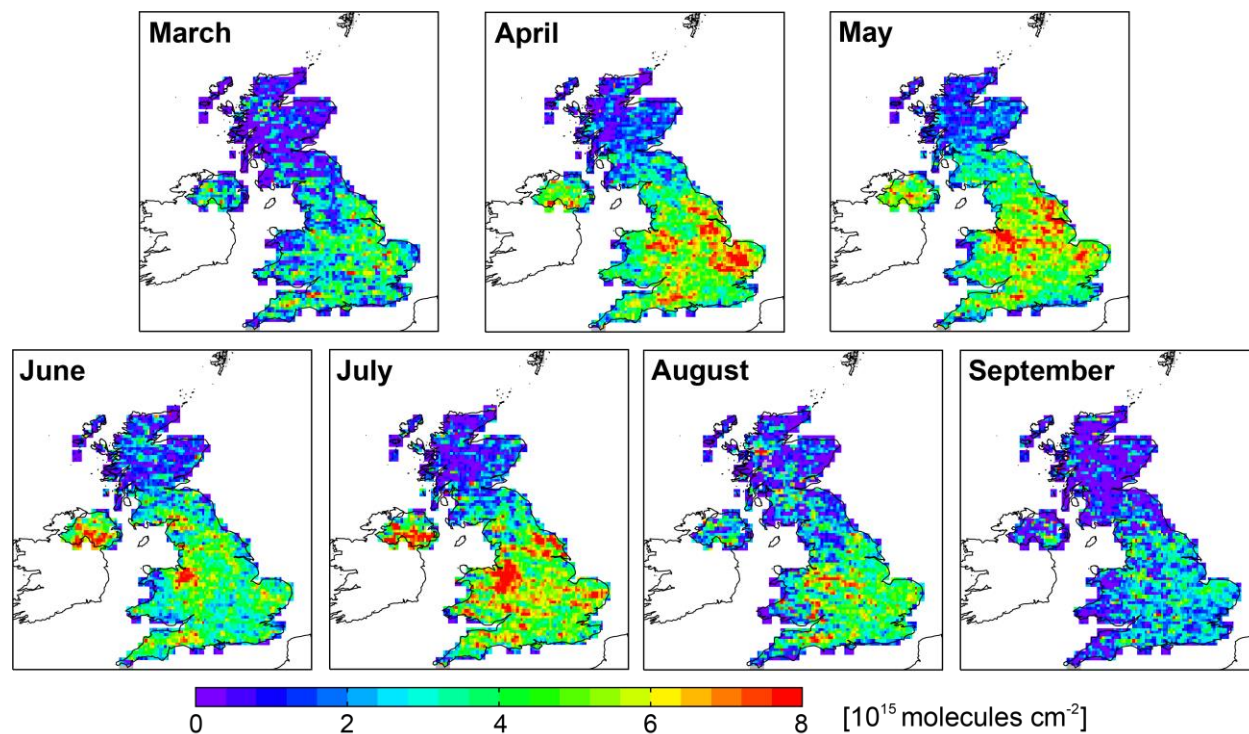 March
April
May
June
July
August
September
0 2 4 6 8 [10¹⁵ molecules cm⁻²]